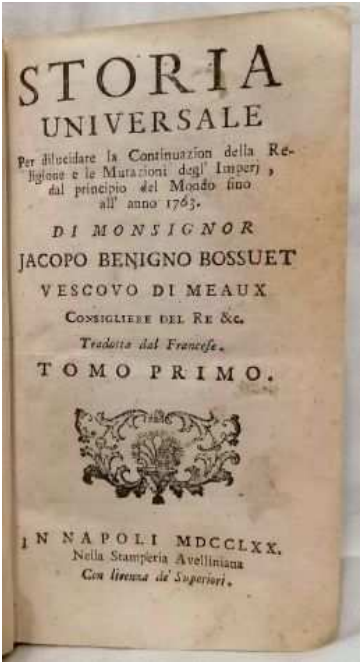 STORIA
UNIVERSALE
Per dilucidare la Continuazion della Re-
ligione e le Mutazioni degl' Imperj,
dal principio del Mondo fino
all' anno 1763.
DI MONSIGNOR
JACOPO BENIGNO BOSSUET
VESCOVO DI MEAUX
CONSIGLIERE DEL RE &c.
Tradotta dal Francese.
TOMO PRIMO.
IN NAPOLI MDCCLXX.
Nella Stamperia Avelliniana
Con licenza de' Superiori.